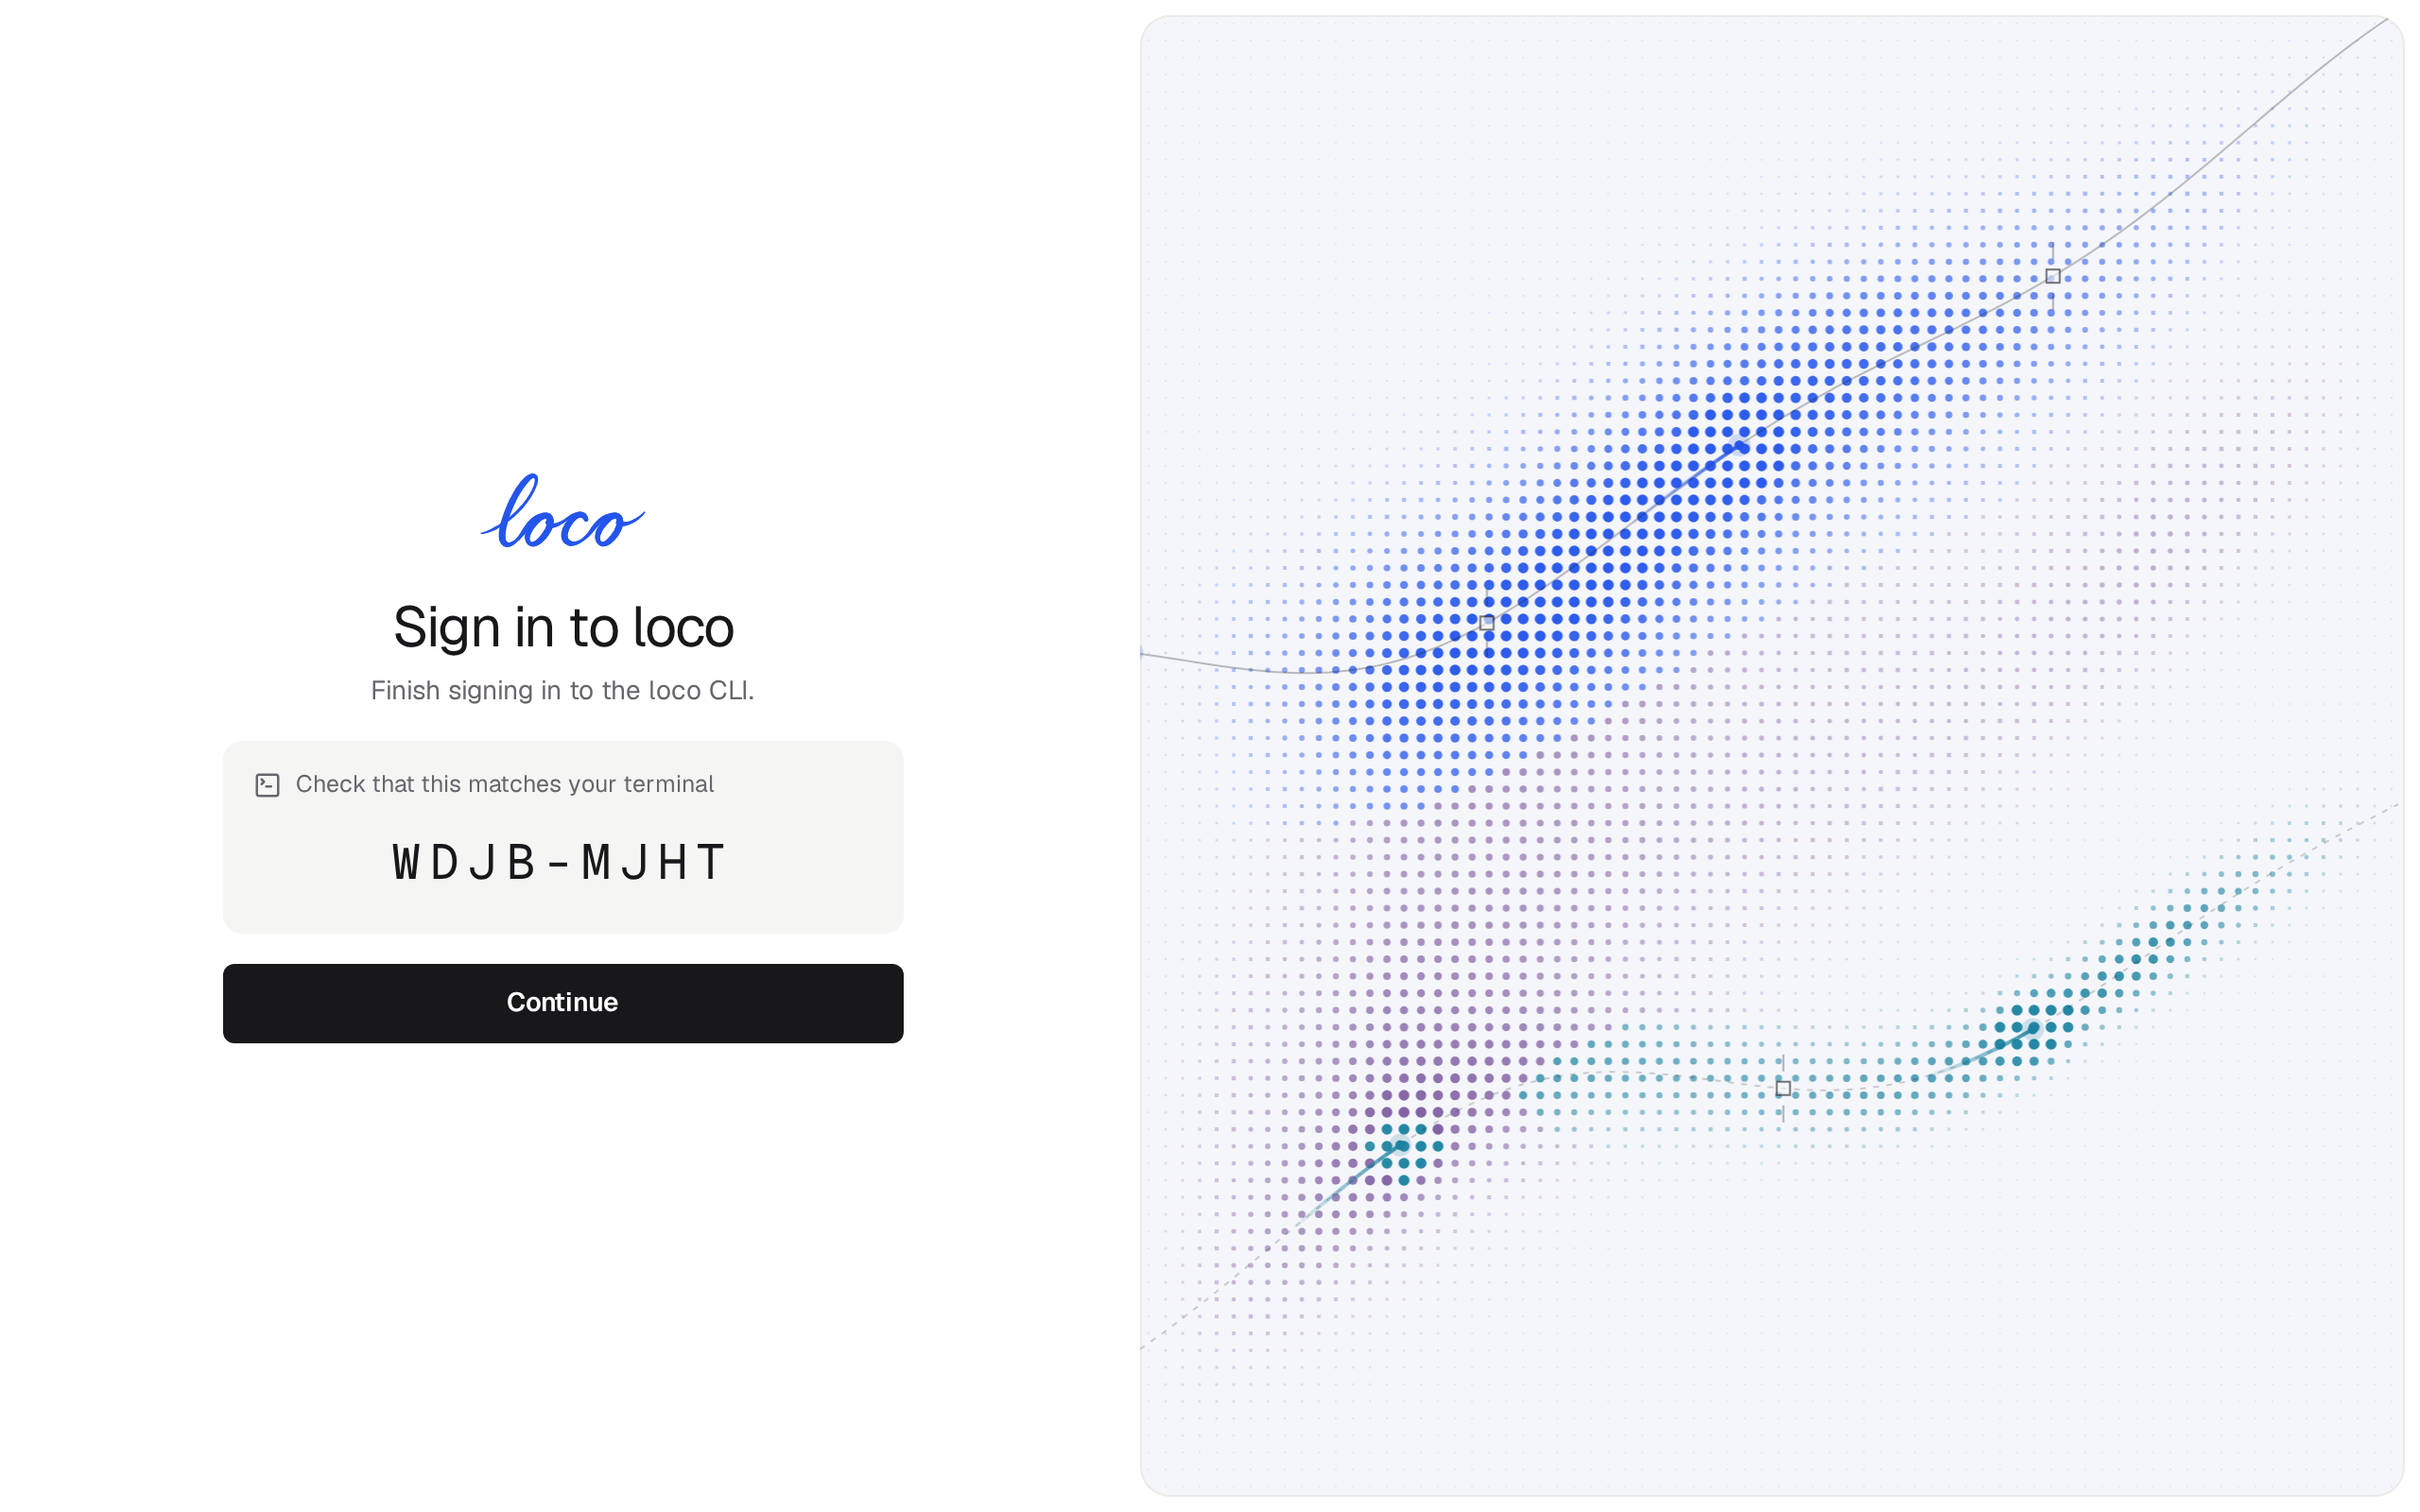 loco
Sign in to loco
Finish signing in to the loco CLI.
Check that this matches your terminal
WDJB-MJHT
Continue